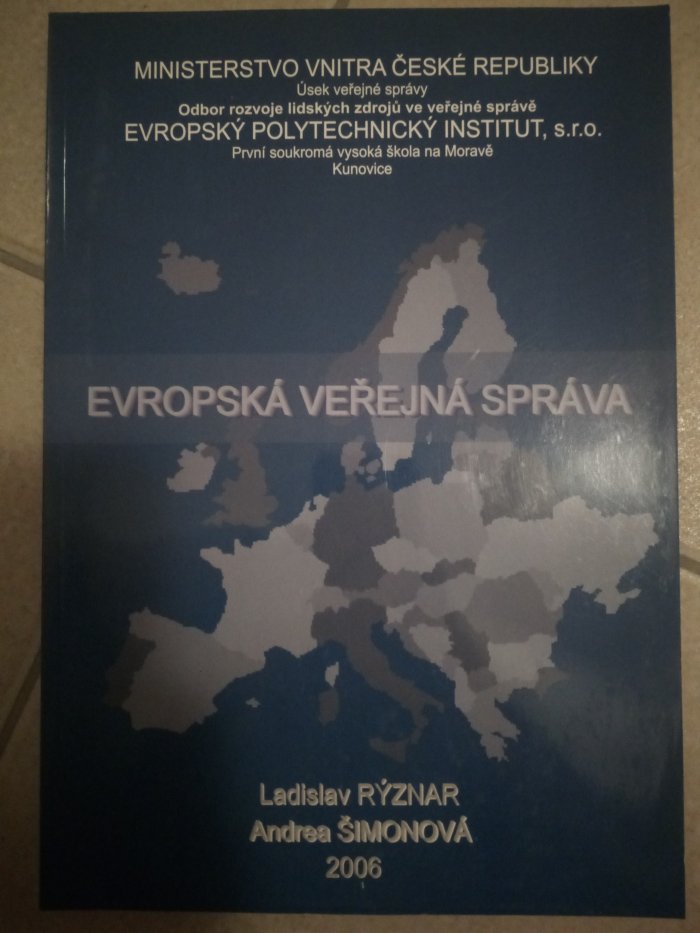 MINISTERSTVO VNITRA ČESKÉ REPUBLIKY
Úsek veřejné správy
Odbor rozvoje lidských zdrojů ve veřejné správě
EVROPSKÝ POLYTECHNICKÝ INSTITUT, s.r.o.
První soukromá vysoká škola na Moravě
Kunovice
EVROPSKÁ VEŘEJNÁ SPRÁVA
Ladislav RÝZNAR
Andrea ŠIMONOVÁ
2006